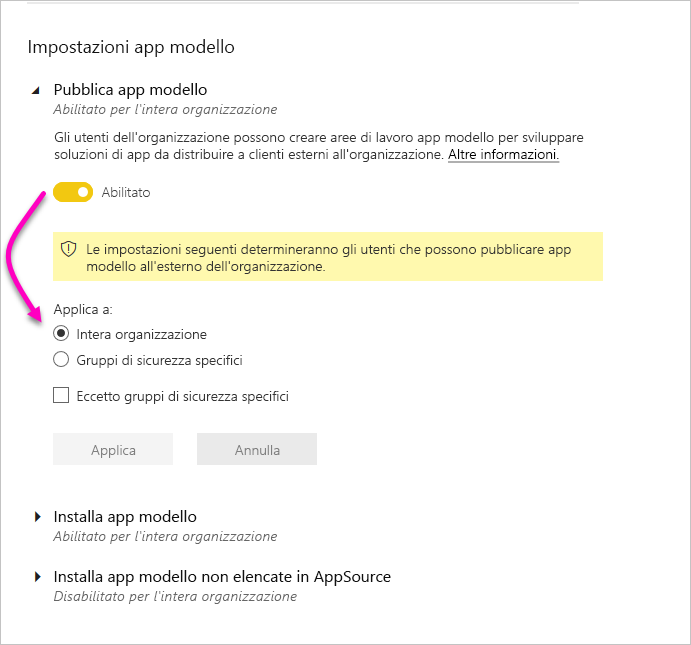 Impostazioni app modello
Pubblica app modello
Abilitato per l'intera organizzazione
Gli utenti dell'organizzazione possono creare aree di lavoro app modello per sviluppare
soluzioni di app da distribuire a clienti esterni all'organizzazione. Altre informazioni.
Abilitato
Le impostazioni seguenti determineranno gli utenti che possono pubblicare app
modello all'esterno dell'organizzazione.
Applica a:
Intera organizzazione
Gruppi di sicurezza specifici
Eccetto gruppi di sicurezza specifici
Applica
Annulla
Installa app modello
Abilitato per l'intera organizzazione
Installa app modello non elencate in AppSource
Disabilitato per l'intera organizzazione